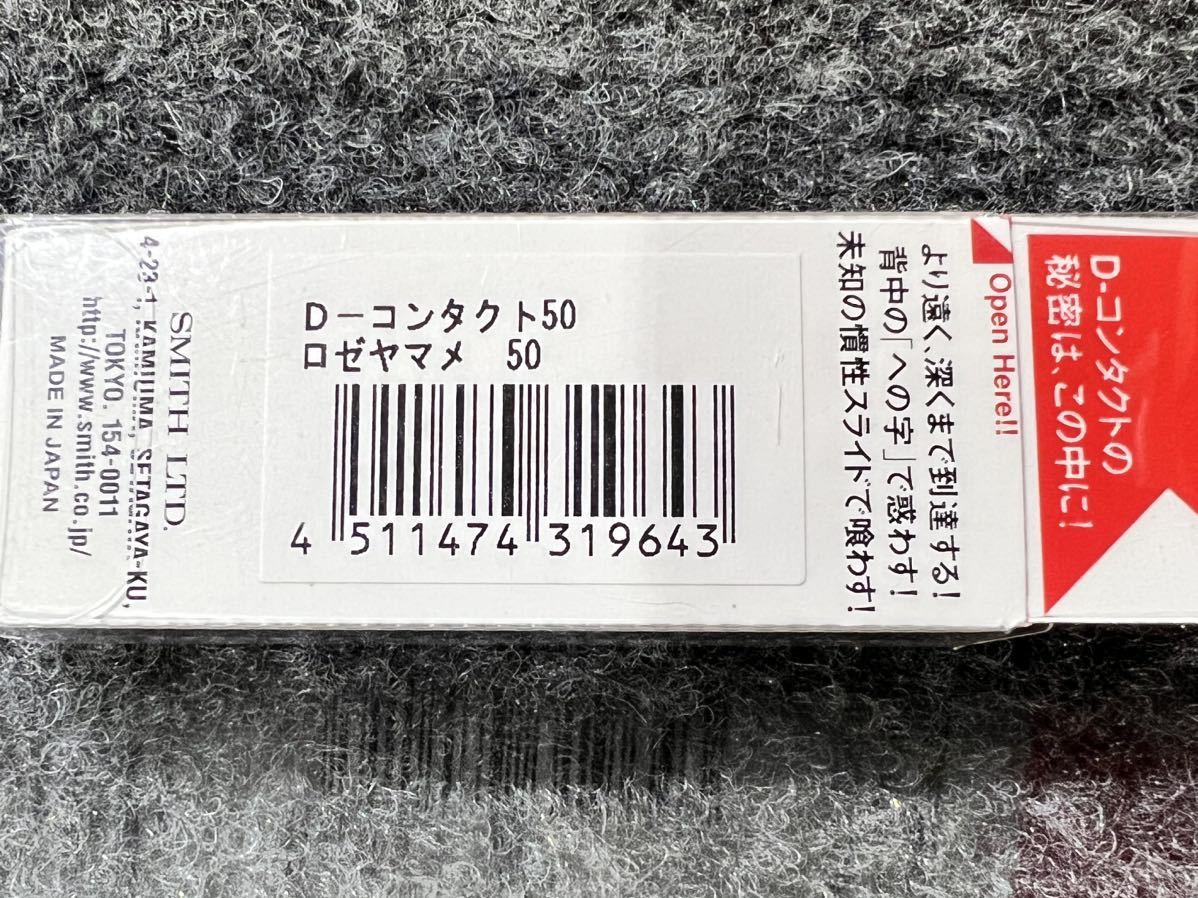 SMITH LTD.
4-23-1, KAMIUMA, SETAGAYA-KU,
TOKYO. 154-0011
http://www.smith.co.jp/
MADE IN JAPAN
D－コンタクト50
ロゼヤマメ 50
4 511474 319643
より遠く、深くまで到達する!
背中の「への字」で惑わす!
未知の慣性スライドで喰わす!
Open Here!!
D-コンタクトの
秘密は、この中に!